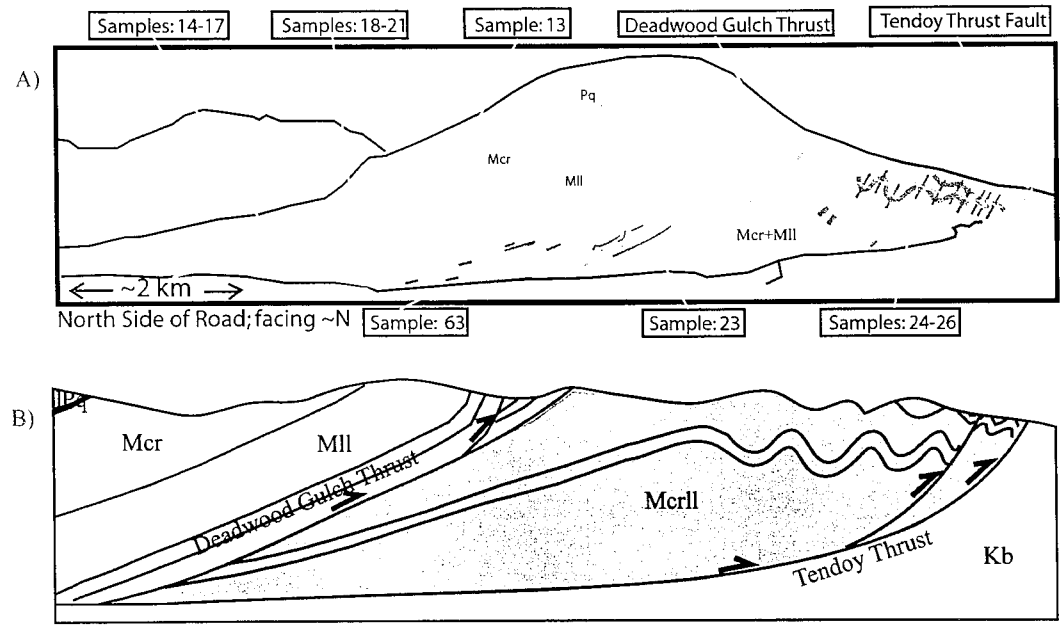 Samples: 14-17
Samples: 18-21
Sample: 13
Deadwood Gulch Thrust
Tendoy Thrust Fault
A)
Pq
Mcr
Mll
Mcr+Mll
~2 km
North Side of Road; facing ~N
Sample: 63
Sample: 23
Samples: 24-26
B)
Mcr
Mll
Deadwood Gulch Thrust
Mcrll
Tendoy Thrust
Kb